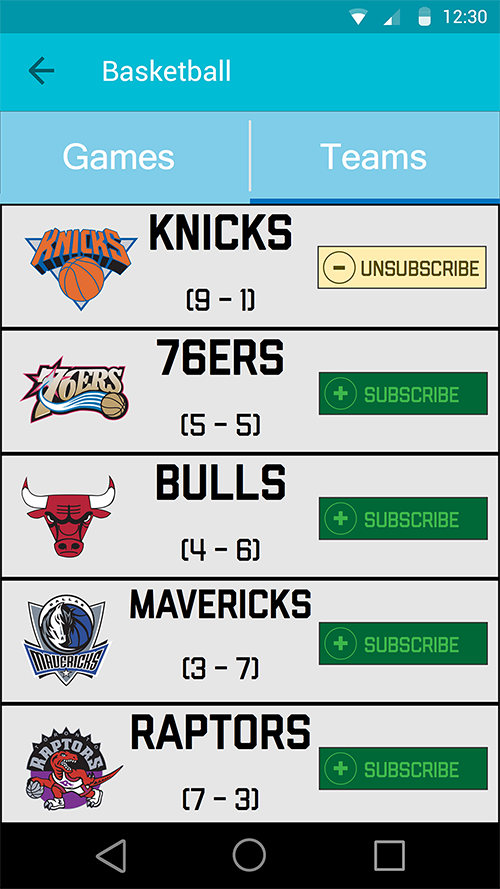 12:30
Basketball
Games
Teams
KNICKS
KNICKS
(9 - 1)
UNSUBSCRIBE
76ERS
76ERS
(5 - 5)
SUBSCRIBE
BULLS
(4 - 6)
SUBSCRIBE
DALLAS
MAVERICKS
MAVERICKS
(3 - 7)
SUBSCRIBE
TORONTO
RAPTORS
RAPTORS
(7 - 3)
SUBSCRIBE